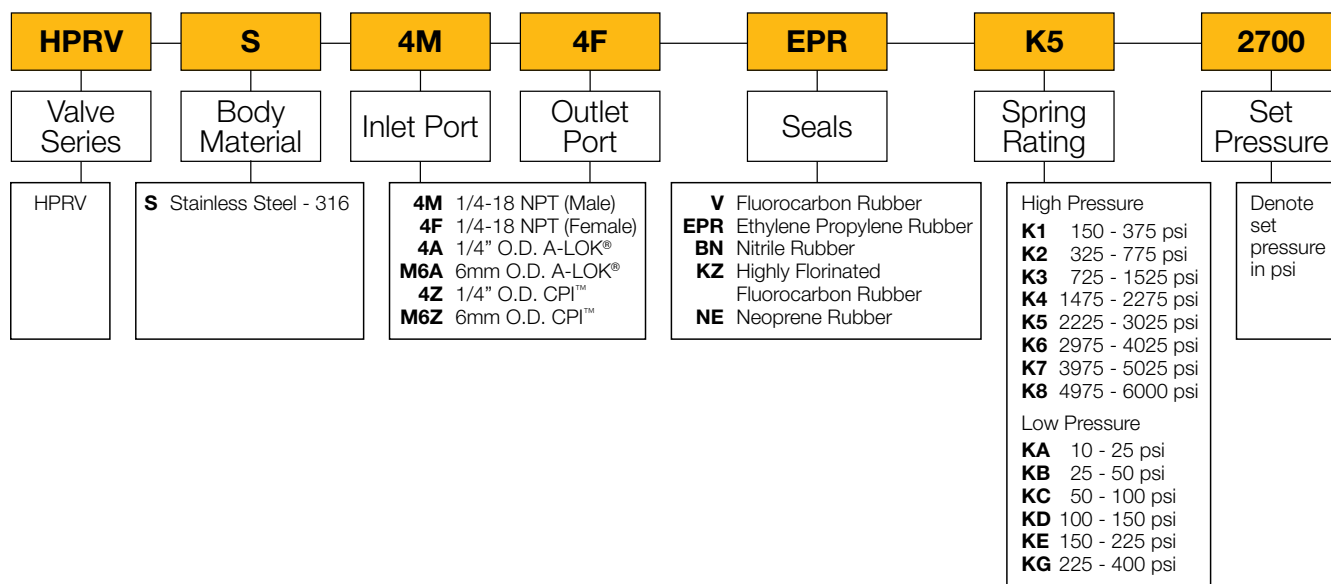 HPRV S 4M 4F EPR K5 2700
Valve
Series
Body
Material
Inlet Port
Outlet
Port
Seals
Spring
Rating
Set
Pressure
HPRV
S Stainless Steel - 316
4M 1/4-18 NPT (Male)
4F 1/4-18 NPT (Female)
4A 1/4” O.D. A-LOK®
M6A 6mm O.D. A-LOK®
4Z 1/4” O.D. CPI™
M6Z 6mm O.D. CPI™
V Fluorocarbon Rubber
EPR Ethylene Propylene Rubber
BN Nitrile Rubber
KZ Highly Florinated
Fluorocarbon Rubber
NE Neoprene Rubber
High Pressure
K1 150 - 375 psi
K2 325 - 775 psi
K3 725 - 1525 psi
K4 1475 - 2275 psi
K5 2225 - 3025 psi
K6 2975 - 4025 psi
K7 3975 - 5025 psi
K8 4975 - 6000 psi
Low Pressure
KA 10 - 25 psi
KB 25 - 50 psi
KC 50 - 100 psi
KD 100 - 150 psi
KE 150 - 225 psi
KG 225 - 400 psi
Denote
set
pressure
in psi